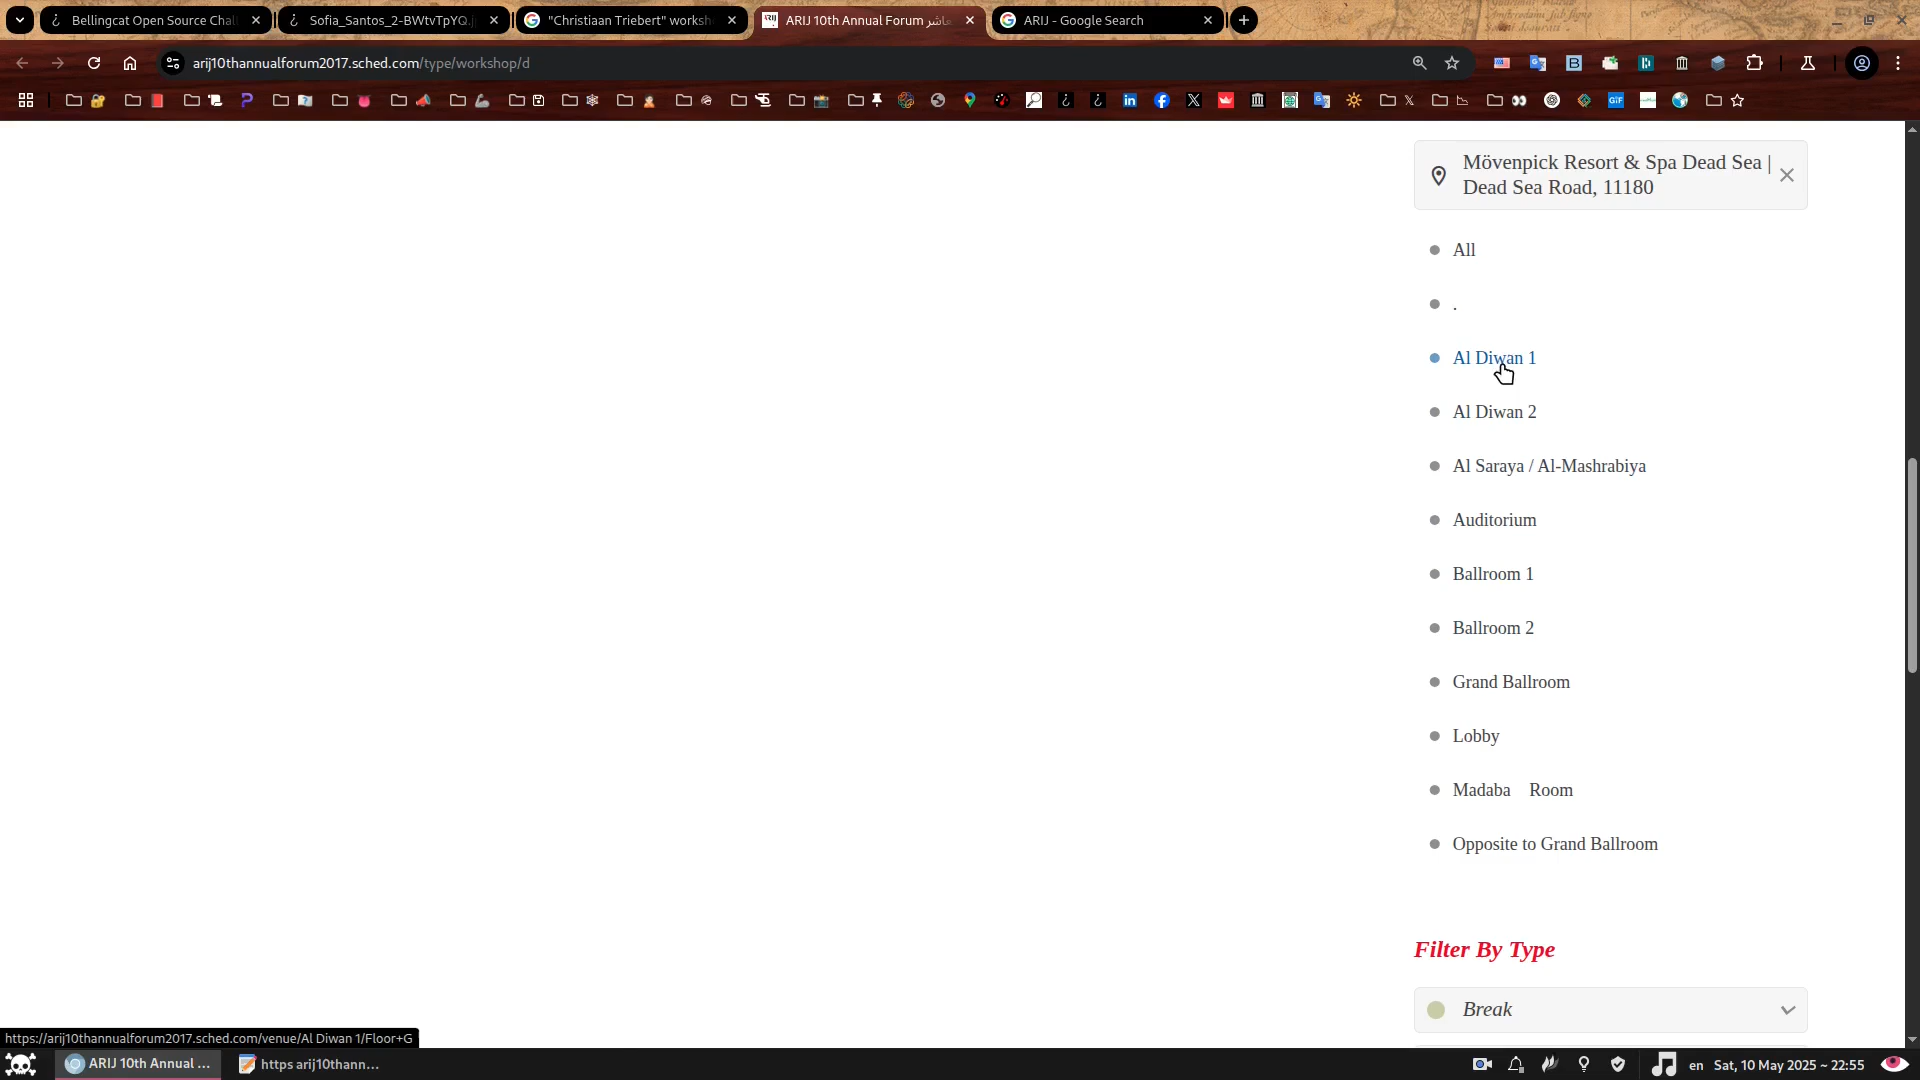 Bellingcat Open Source Chal
Sofia_Santos_2-BWtvTpYQ.j
"Christiaan Triebert" worksh
ARIJ 10th Annual Forum عاشر
ARIJ - Google Search
arij10thannualforum2017.sched.com/type/workshop/d
Mövenpick Resort & Spa Dead Sea |
Dead Sea Road, 11180
All
.
Al Diwan 1
Al Diwan 2
Al Saraya / Al-Mashrabiya
Auditorium
Ballroom 1
Ballroom 2
Grand Ballroom
Lobby
Madaba Room
Opposite to Grand Ballroom
Filter By Type
Break
https://arij10thannualforum2017.sched.com/venue/Al Diwan 1/Floor+G
ARIJ 10th Annual ...
https arij10thann...
en
Sat, 10 May 2025 ~ 22:55